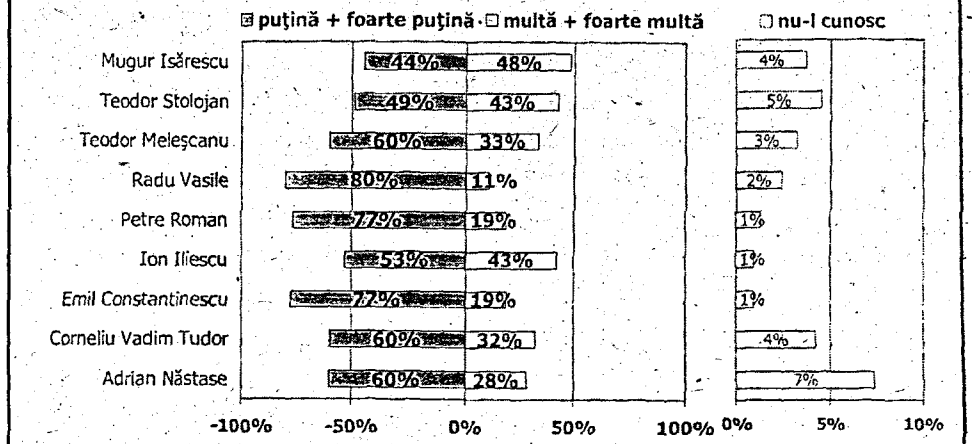 puțină + foarte puțină multă + foarte multă nu-l cunosc
Mugur Isărescu 44% 48% 4%
Teodor Stolojan 49% 43% 5%
Teodor Meleșcanu 60% 33% 3%
Radu Vasile 80% 11% 2%
Petre Roman 77% 19% 1%
Ion Iliescu 53% 43% 1%
Emil Constantinescu 77% 19% 1%
Corneliu Vadim Tudor 60% 32% 4%
Adrian Năstase 60% 28% 7%
-100% -50% 0% 50% 100% 0% 5% 10%